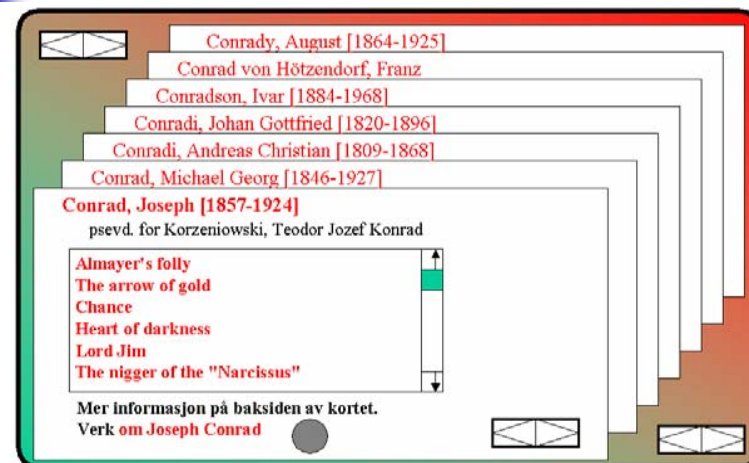 Conrady, August [1864-1925]
Conrad von Hötzendorf, Franz
Conradson, Ivar [1884-1968]
Conradi, Johan Gottfried [1820-1896]
Conradi, Andreas Christian [1809-1868]
Conrad, Michael Georg [1846-1927]
Conrad, Joseph [1857-1924]
psevd. for Korzeniowski, Teodor Jozef Konrad
Almayer's folly
The arrow of gold
Chance
Heart of darkness
Lord Jim
The nigger of the "Narcissus"
Mer informasjon på baksiden av kortet.
Verk om Joseph Conrad